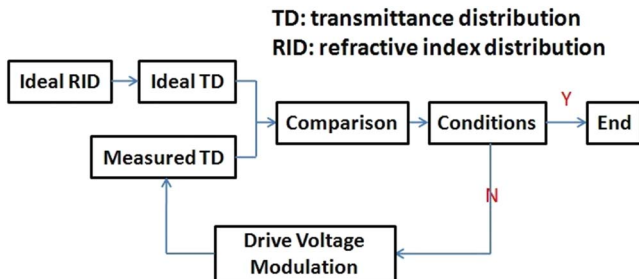 TD: transmittance distribution
RID: refractive index distribution
Ideal RID
Ideal TD
Measured TD
Comparison
Conditions
Y
End
N
Drive Voltage
Modulation